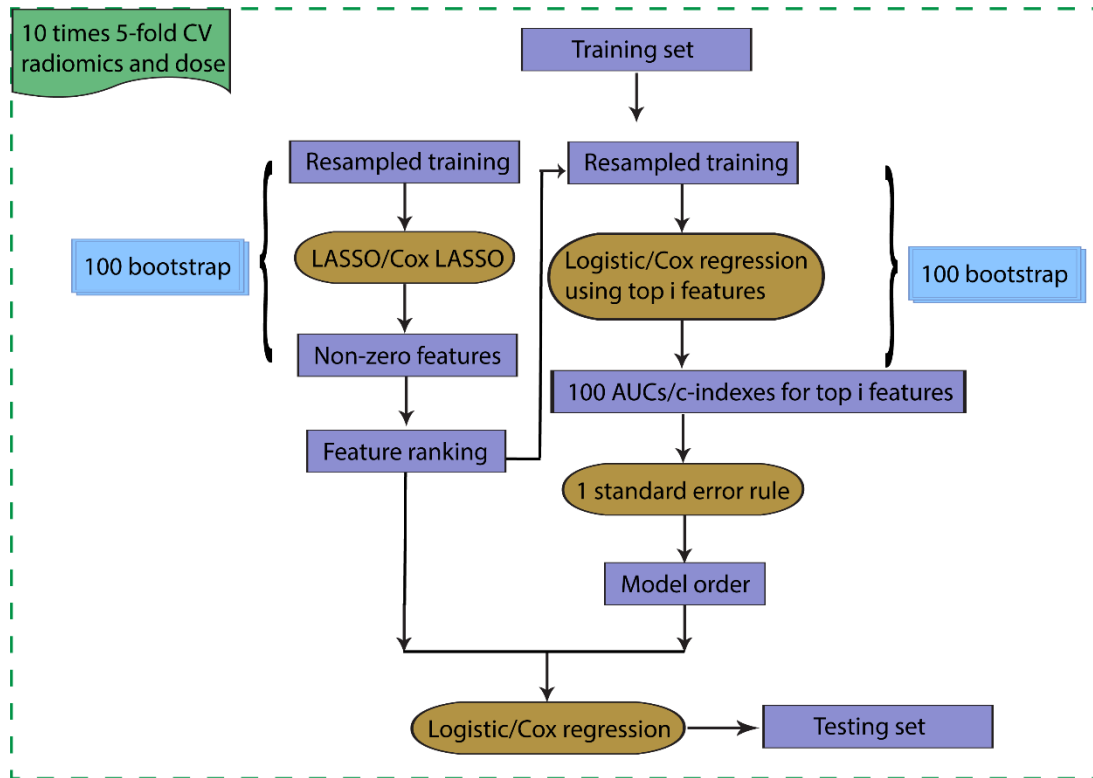 10 times 5-fold CV
radiomics and dose
Training set
Resampled training
Resampled training
LASSO/Cox LASSO
Logistic/Cox regression
using top i features
100 bootstrap
100 bootstrap
Non-zero features
100 AUCs/c-indexes for top i features
Feature ranking
1 standard error rule
Model order
Logistic/Cox regression
Testing set